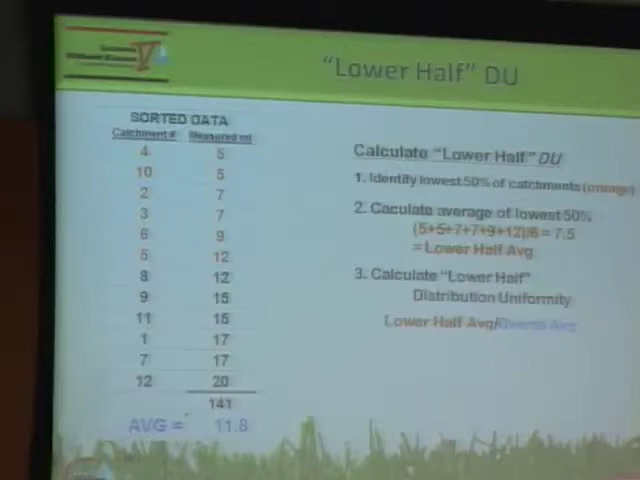 "Lower Half" DU
SORTED DATA
Catchment # Measured ml
4 5
10 5
2 7
3 7
6 9
5 12
8 12
9 15
11 15
1 17
7 17
12 20
141
AVG = 11.8
Calculate "Lower Half" DU
1. Identify lowest 50% of catchments (orange)
2. Caculate average of lowest 50%
(5+5+7+7+9+12)/6 = 7.5
= Lower Half Avg
3. Calculate "Lower Half"
Distribution Uniformity
Lower Half Avg/Overall Avg